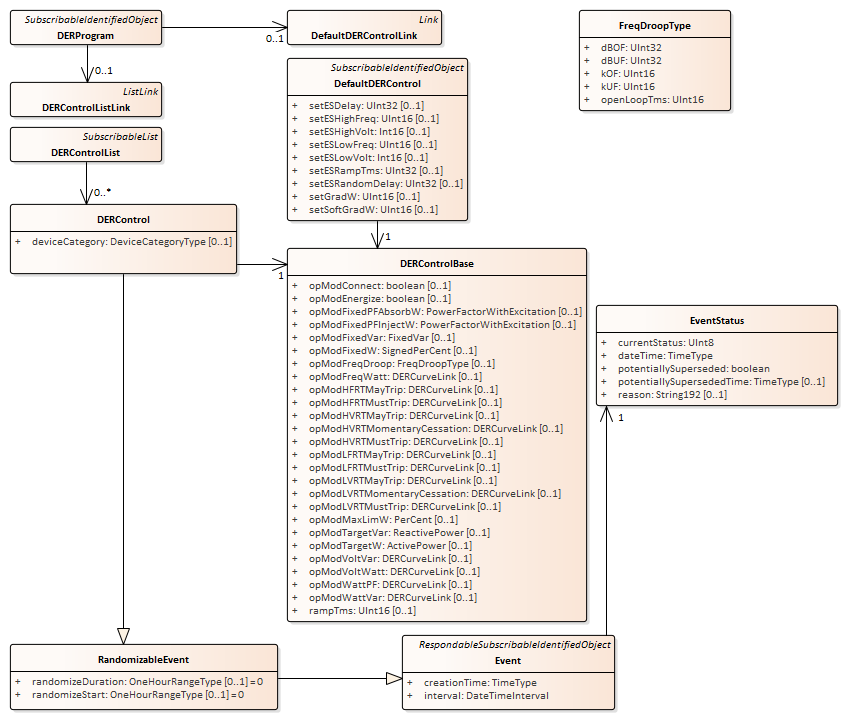 SubscribableIdentifiedObject
DERProgram
0..1
Link
DefaultDERControlLink
FreqDroopType
+ dBOF: UInt32
+ dBUF: UInt32
+ kOF: UInt16
+ kUF: UInt16
+ openLoopTms: UInt16
0..1
ListLink
DERControlListLink
SubscribableIdentifiedObject
DefaultDERControl
+ setESDelay: UInt32 [0..1]
+ setESHighFreq: UInt16 [0..1]
+ setESHighVolt: Int16 [0..1]
+ setESLowFreq: UInt16 [0..1]
+ setESLowVolt: Int16 [0..1]
+ setESRampTms: UInt32 [0..1]
+ setESRandomDelay: UInt32 [0..1]
+ setGradW: UInt16 [0..1]
+ setSoftGradW: UInt16 [0..1]
SubscribableList
DERControlList
0..*
DERControl
+ deviceCategory: DeviceCategoryType [0..1]
1
1
DERControlBase
+ opModConnect: boolean [0..1]
+ opModEnergize: boolean [0..1]
+ opModFixedPFAbsorbW: PowerFactorWithExcitation [0..1]
+ opModFixedPFInjectW: PowerFactorWithExcitation [0..1]
+ opModFixedVar: FixedVar [0..1]
+ opModFixedW: SignedPerCent [0..1]
+ opModFreqDroop: FreqDroopType [0..1]
+ opModFreqWatt: DERCurveLink [0..1]
+ opModHFRTMayTrip: DERCurveLink [0..1]
+ opModHFRTMustTrip: DERCurveLink [0..1]
+ opModHVRTMayTrip: DERCurveLink [0..1]
+ opModHVRTMomentaryCessation: DERCurveLink [0..1]
+ opModHVRTMustTrip: DERCurveLink [0..1]
+ opModLFRTMayTrip: DERCurveLink [0..1]
+ opModLFRTMustTrip: DERCurveLink [0..1]
+ opModLVRTMayTrip: DERCurveLink [0..1]
+ opModLVRTMomentaryCessation: DERCurveLink [0..1]
+ opModLVRTMustTrip: DERCurveLink [0..1]
+ opModMaxLimW: PerCent [0..1]
+ opModTargetVar: ReactivePower [0..1]
+ opModTargetW: ActivePower [0..1]
+ opModVoltVar: DERCurveLink [0..1]
+ opModVoltWatt: DERCurveLink [0..1]
+ opModWattPF: DERCurveLink [0..1]
+ opModWattVar: DERCurveLink [0..1]
+ rampTms: UInt16 [0..1]
EventStatus
+ currentStatus: UInt8
+ dateTime: TimeType
+ potentiallySuperseded: boolean
+ potentiallySupersededTime: TimeType [0..1]
+ reason: String192 [0..1]
1
RandomizableEvent
+ randomizeDuration: OneHourRangeType [0..1] = 0
+ randomizeStart: OneHourRangeType [0..1] = 0
RespondableSubscribableIdentifiedObject
Event
+ creationTime: TimeType
+ interval: DateTimeInterval